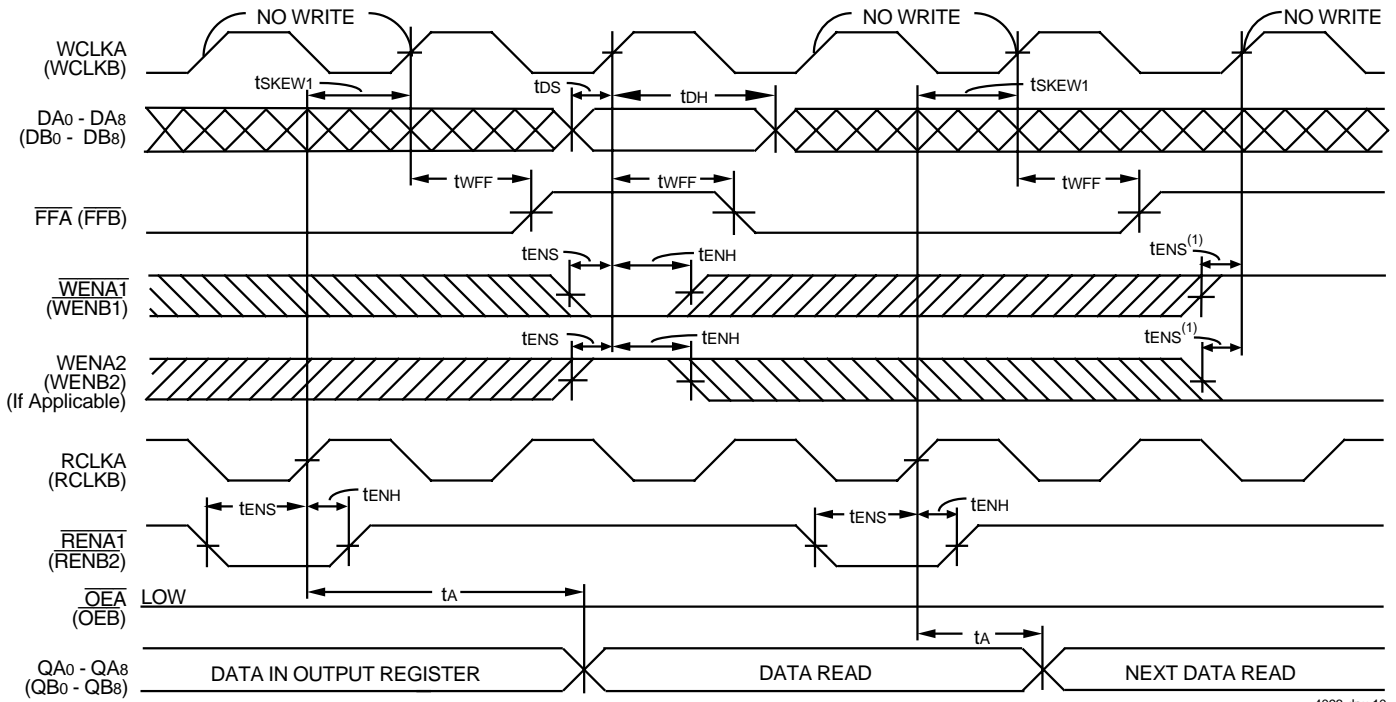 NO WRITE NO WRITE NO WRITE
WCLKA
(WCLKB)
tSKEW1 tDS tDH tSKEW1
DA0 - DA8
(DB0 - DB8)
tWFF tWFF tWFF
FFA (FFB)
tENS tENH tENS(1)
WENA1
(WENB1)
tENS tENH tENS(1)
WENA2
(WENB2)
(If Applicable)
RCLKA
(RCLKB)
tENS tENH tENS tENH
RENA1
(RENB2)
OEA LOW
(OEB)
tA tA
QA0 - QA8
(QB0 - QB8)
DATA IN OUTPUT REGISTER DATA READ NEXT DATA READ